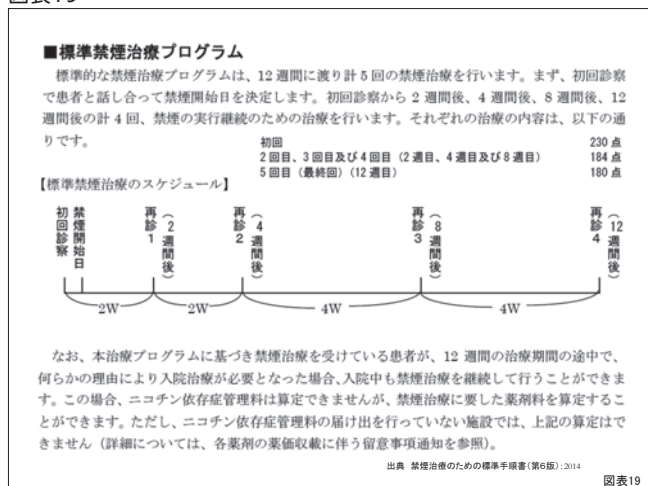 図表19
■標準禁煙治療プログラム
標準的な禁煙治療プログラムは、12 週間に渡り計 5 回の禁煙治療を行います。まず、初回診察
で患者と話し合って禁煙開始日を決定します。初回診察から 2 週間後、4 週間後、8 週間後、12
週間後の計 4 回、禁煙の実行継続のための治療を行います。それぞれの治療の内容は、以下の通
りです。
初回 230 点
2 回目、3 回目及び 4 回目（2 週目、4 週目及び 8 週目） 184 点
5 回目（最終回）（12 週目） 180 点
【標準禁煙治療のスケジュール】
初回診察
禁煙開始日
再診1
（2週間後）
再診2
（4週間後）
再診3
（8週間後）
再診4
（12週間後）
2W 2W 4W 4W
なお、本治療プログラムに基づき禁煙治療を受けている患者が、12 週間の治療期間の途中で、
何らかの理由により入院治療が必要となった場合、入院中も禁煙治療を継続して行うことができま
す。この場合、ニコチン依存症管理料は算定できませんが、禁煙治療に要した薬剤料を算定するこ
とができます。ただし、ニコチン依存症管理料の届け出を行っていない施設では、上記の算定はで
きません（詳細については、各薬剤の薬価収載に伴う留意事項通知を参照）。
出典 禁煙治療のための標準手順書(第6版):2014
図表19